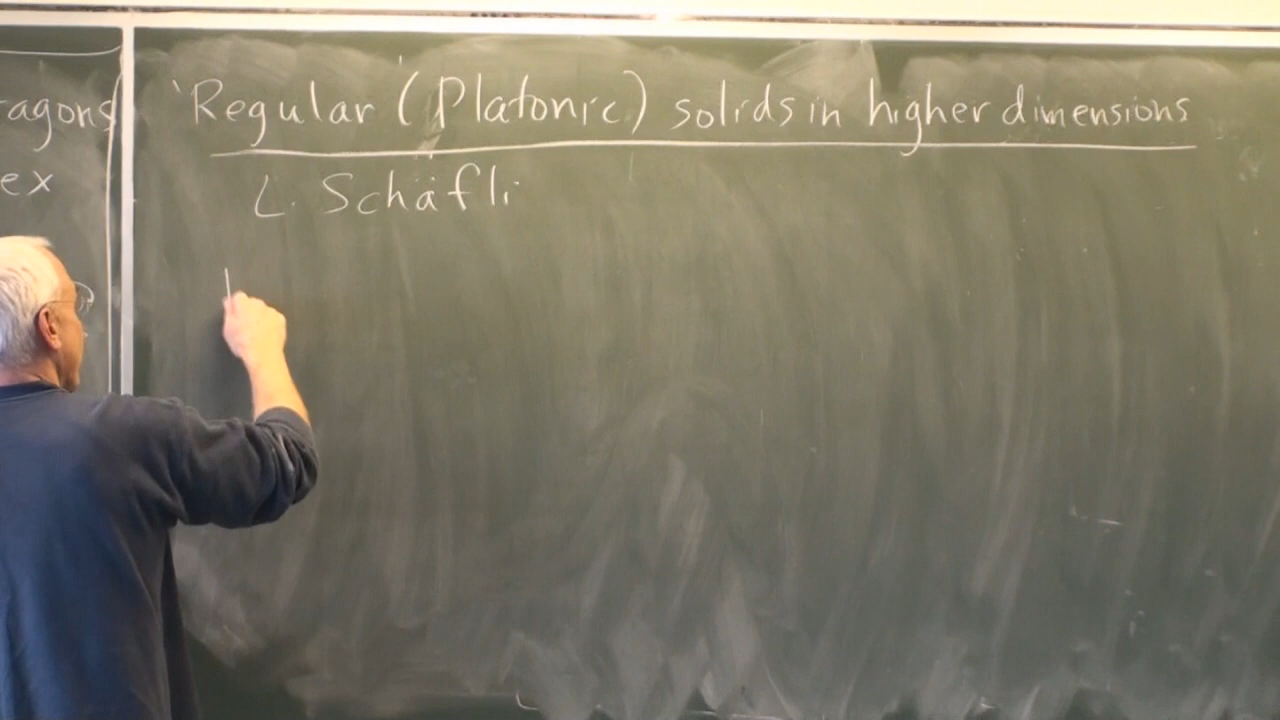 ragons
ex
Regular (Platonic) solids in higher dimensions
L. Schäfli